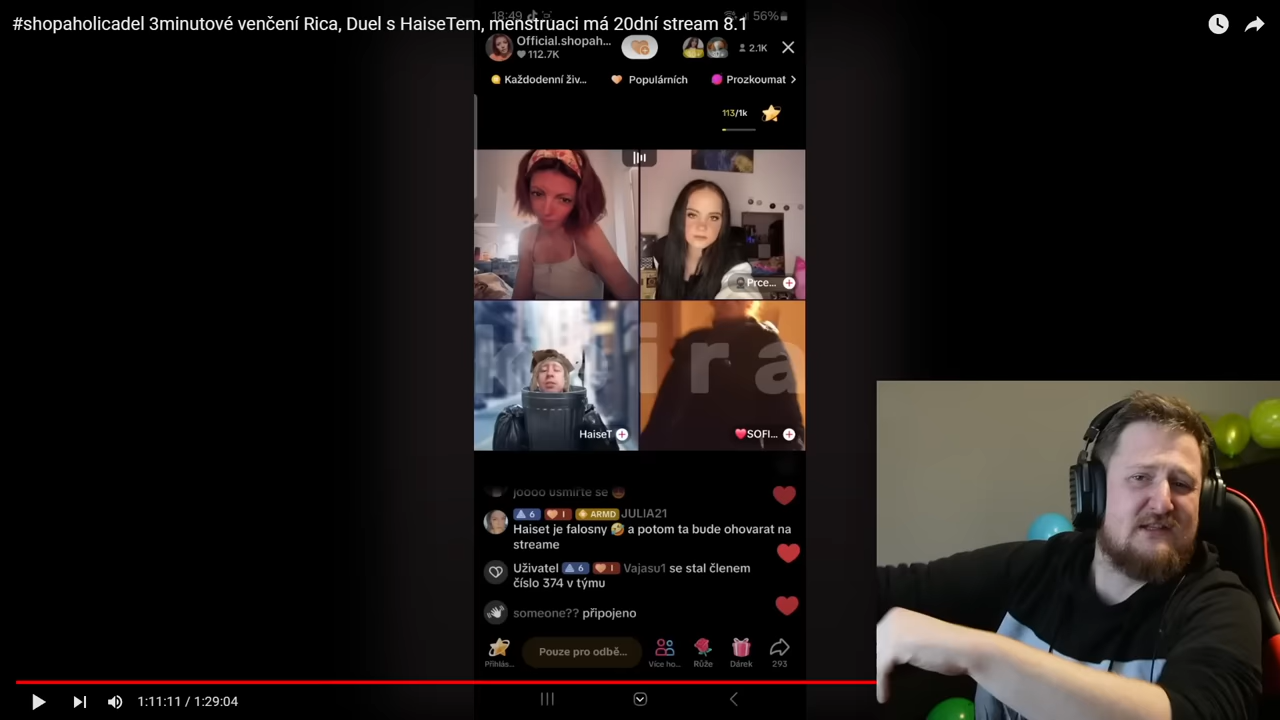 #shopaholicadel 3minutové venčení Rica, Duel s HaiseTem, menstruaci má 20dní stream 8.1
18:49
56%
Official.shopah...
112.7K
2.1K
Každodenní živ...
Populárních
Prozkoumat
113/1k
Prce...
HaiseT
SOFI...
joooo usmirte se
6 I ARMD JULIA21
Haiset je falosny 🤣 a potom ta bude ohovarat na
streame
Uživatel 6 I Vajasu1 se stal členem
číslo 374 v týmu
someone?? připojeno
Pouze pro odbě...
Přihlás...
Více ho...
Růže
Dárek
293
1:11:11 / 1:29:04